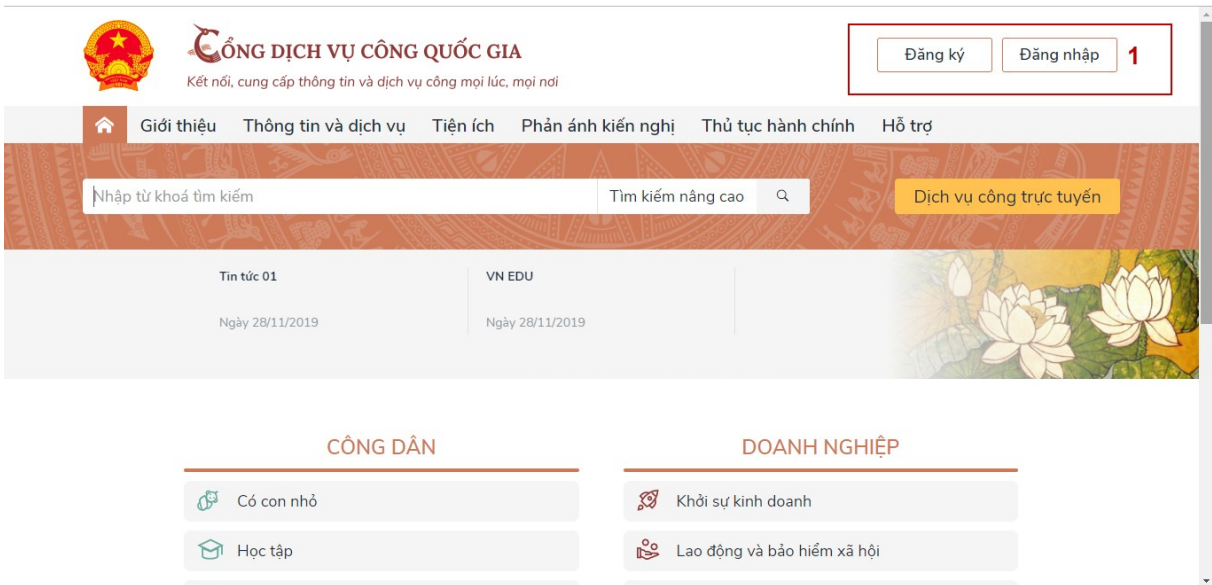 CỔNG DỊCH VỤ CÔNG QUỐC GIA
Kết nối, cung cấp thông tin và dịch vụ công mọi lúc, mọi nơi
Đăng ký Đăng nhập 1
Giới thiệu Thông tin và dịch vụ Tiện ích Phản ánh kiến nghị Thủ tục hành chính Hỗ trợ
Nhập từ khoá tìm kiếm Tìm kiếm nâng cao Dịch vụ công trực tuyến
Tin tức 01 VN EDU
Ngày 28/11/2019 Ngày 28/11/2019
CÔNG DÂN DOANH NGHIỆP
Có con nhỏ Khởi sự kinh doanh
Học tập Lao động và bảo hiểm xã hội